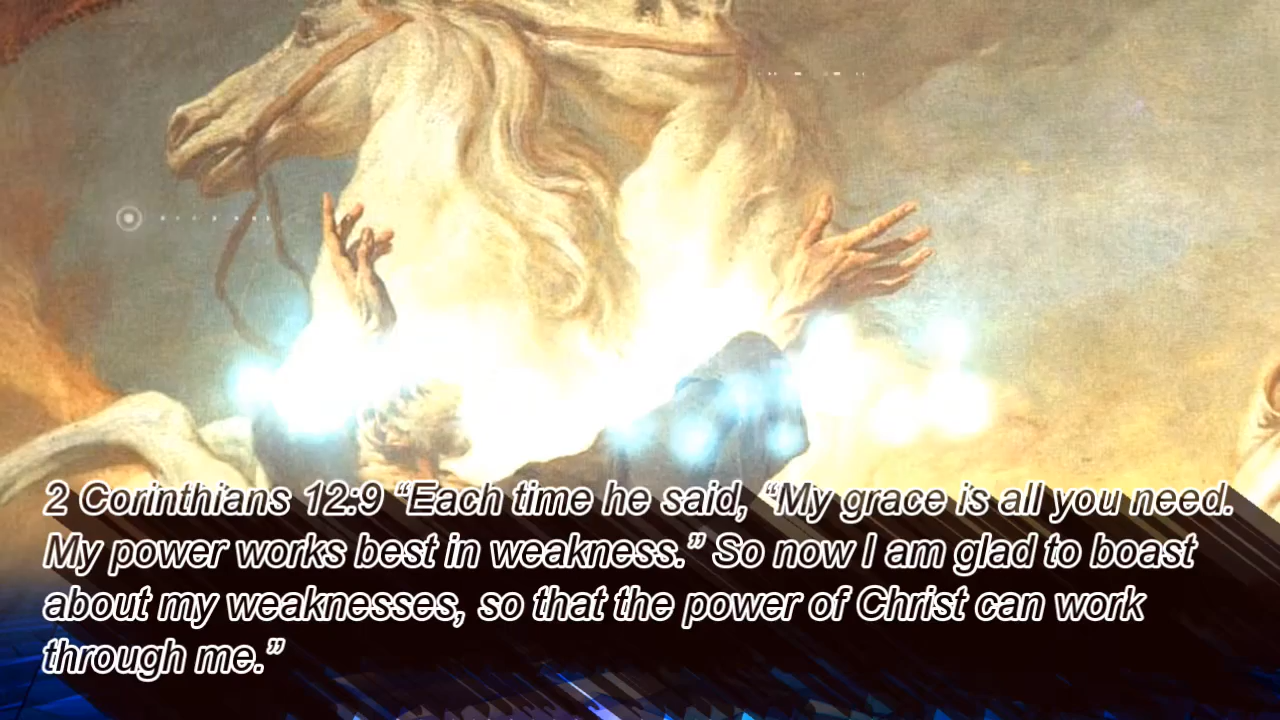 2 Corinthians 12:9 “Each time he said, “My grace is all you need.
My power works best in weakness.” So now I am glad to boast
about my weaknesses, so that the power of Christ can work
through me.”